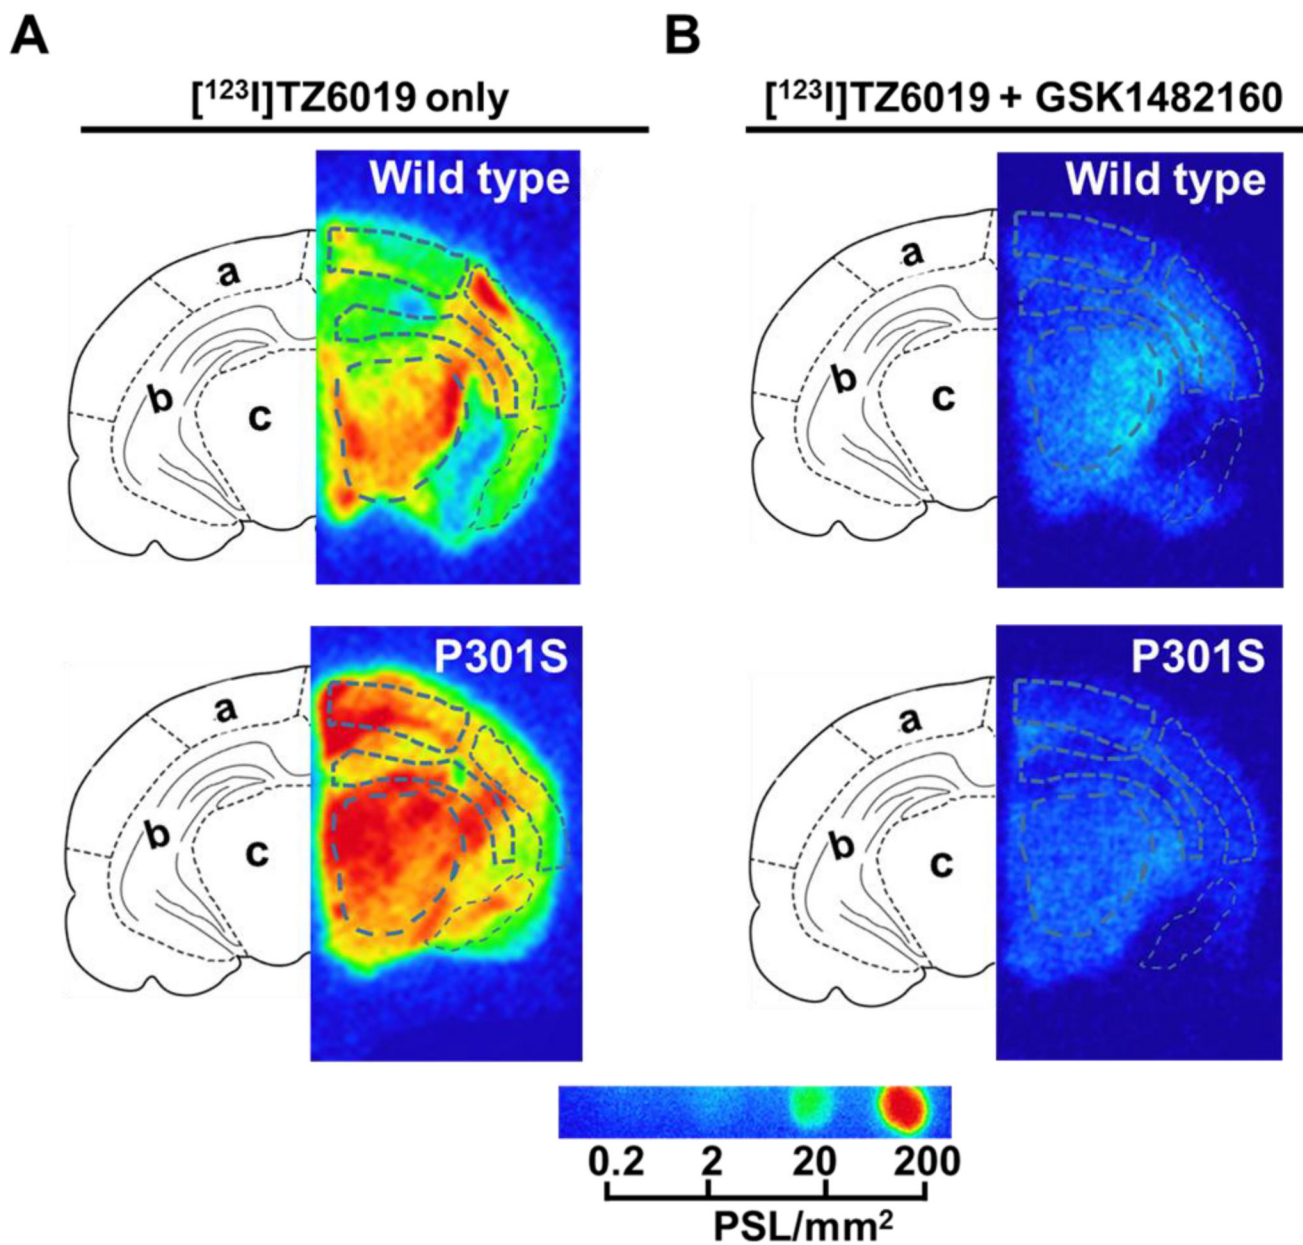 A
B
[¹²³I]TZ6019 only
[¹²³I]TZ6019 + GSK1482160
Wild type
a
b
c
Wild type
a
b
c
P301S
a
b
c
P301S
a
b
c
0.2 2 20 200
PSL/mm²